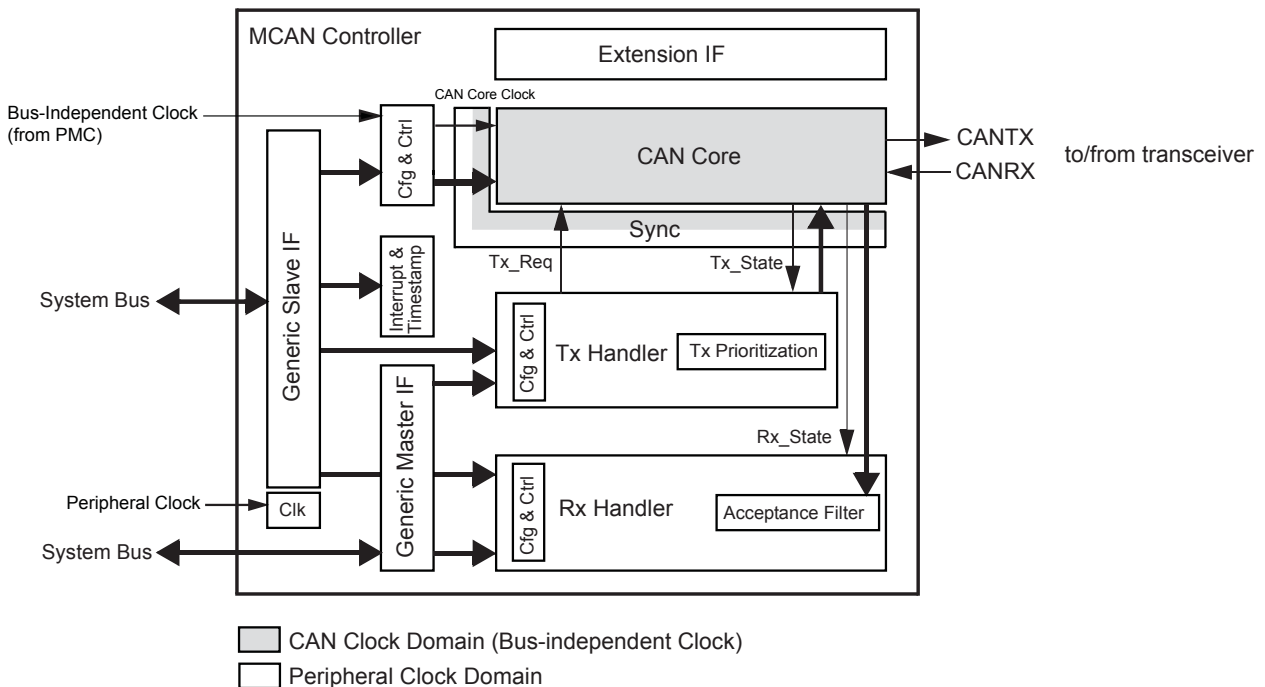 MCAN Controller
Extension IF
Bus-Independent Clock
(from PMC)
CAN Core Clock
Cfg & Ctrl
CAN Core
CANTX
CANRX
to/from transceiver
Sync
Generic Slave IF
Interrupt &
Timestamp
Tx_Req
Tx_State
System Bus
Cfg & Ctrl
Tx Handler
Tx Prioritization
Generic Master IF
Rx_State
Peripheral Clock
Clk
Cfg & Ctrl
Rx Handler
Acceptance Filter
System Bus
CAN Clock Domain (Bus-independent Clock)
Peripheral Clock Domain